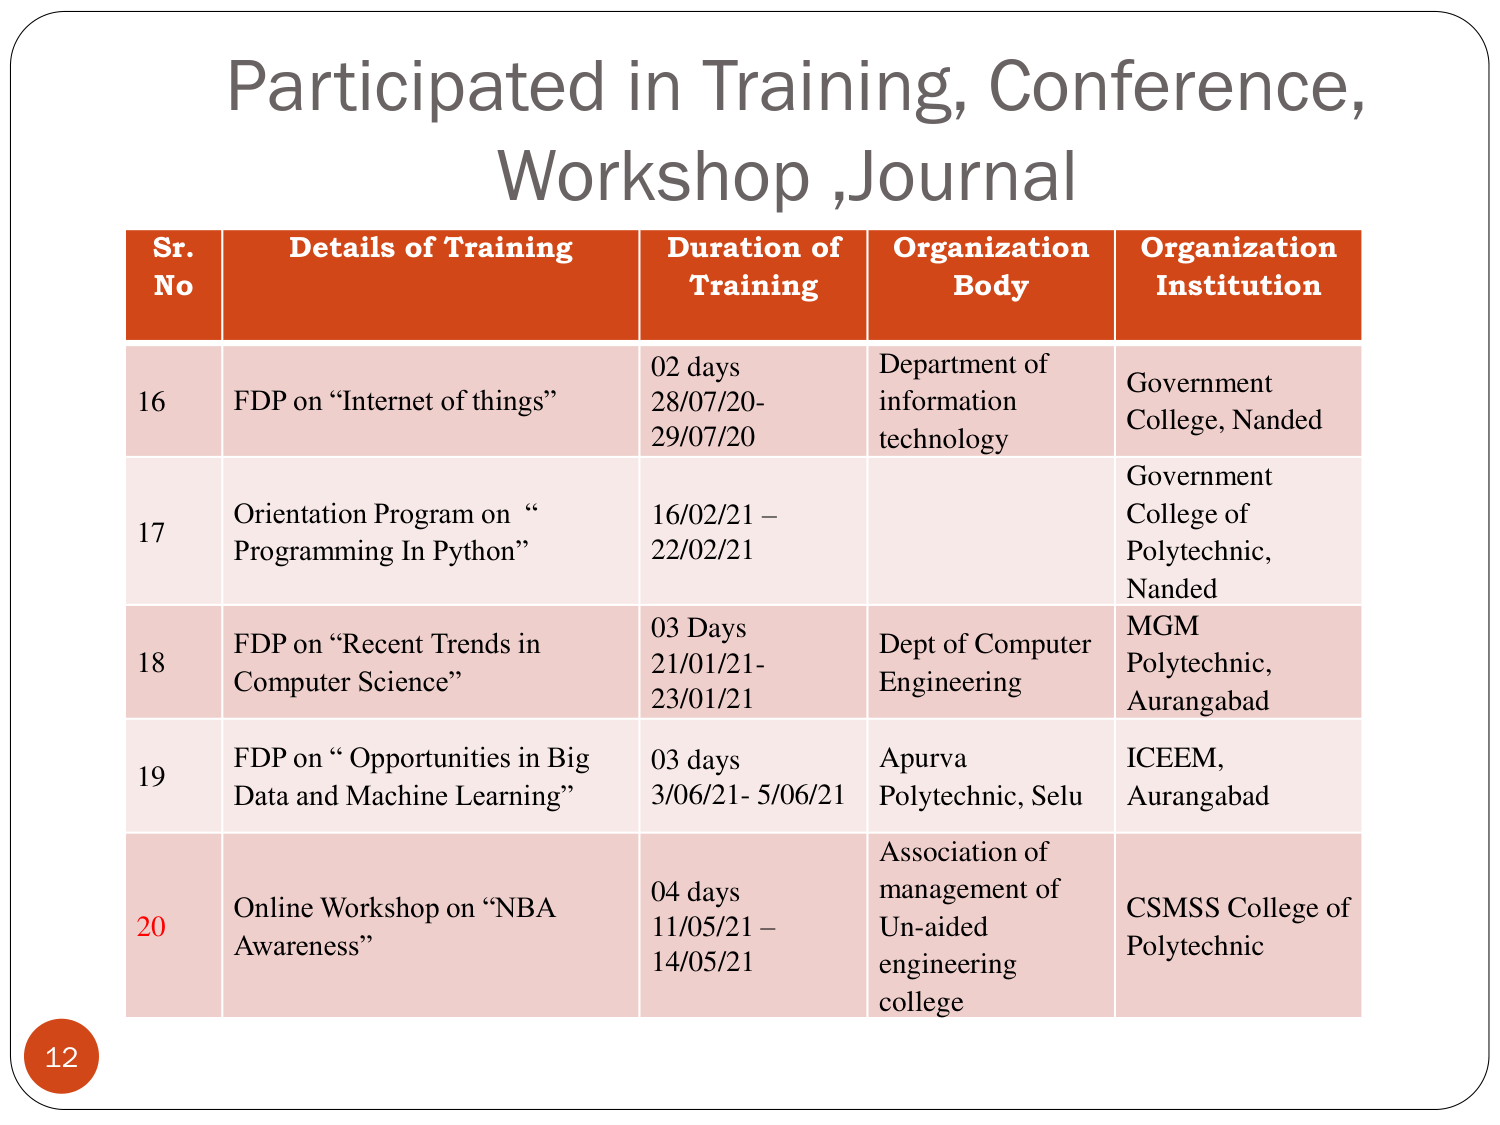 Participated in Training, Conference,
Workshop ,Journal
Sr.
No
Details of Training
Duration of
Training
Organization
Body
Organization
Institution
16
FDP on “Internet of things”
02 days
28/07/20-
29/07/20
Department of
information
technology
Government
College, Nanded
17
Orientation Program on  “
Programming In Python”
16/02/21 –
22/02/21
Government
College of
Polytechnic,
Nanded
18
FDP on “Recent Trends in
Computer Science”
03 Days
21/01/21-
23/01/21
Dept of Computer
Engineering
MGM
Polytechnic,
Aurangabad
19
FDP on “ Opportunities in Big
Data and Machine Learning”
03 days
3/06/21- 5/06/21
Apurva
Polytechnic, Selu
ICEEM,
Aurangabad
20
Online Workshop on “NBA
Awareness”
04 days
11/05/21 –
14/05/21
Association of
management of
Un-aided
engineering
college
CSMSS College of
Polytechnic
12